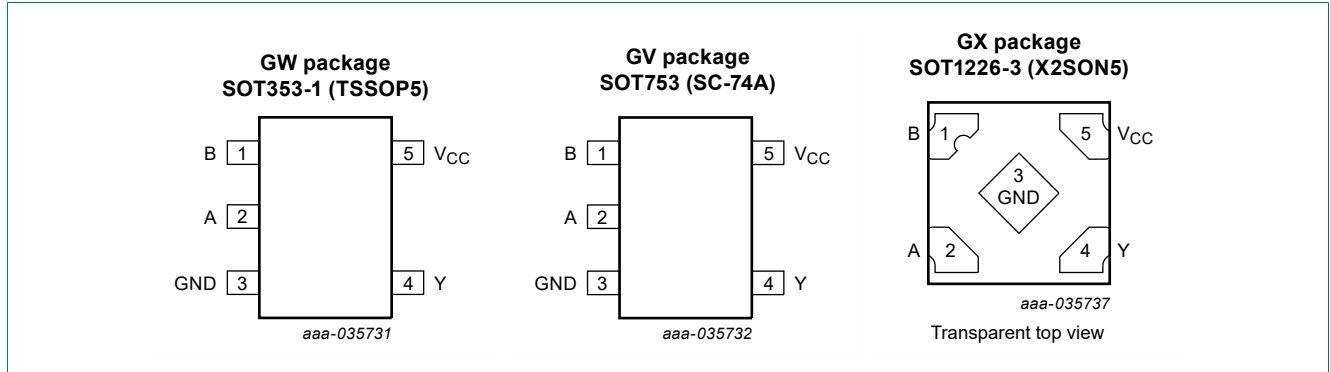 GW package
SOT353-1 (TSSOP5)
B 1
5 VCC
A 2
GND 3
4 Y
aaa-035731
GV package
SOT753 (SC-74A)
B 1
5 VCC
A 2
GND 3
4 Y
aaa-035732
GX package
SOT1226-3 (X2SON5)
B 1
5 VCC
3
GND
A 2
4 Y
aaa-035737
Transparent top view